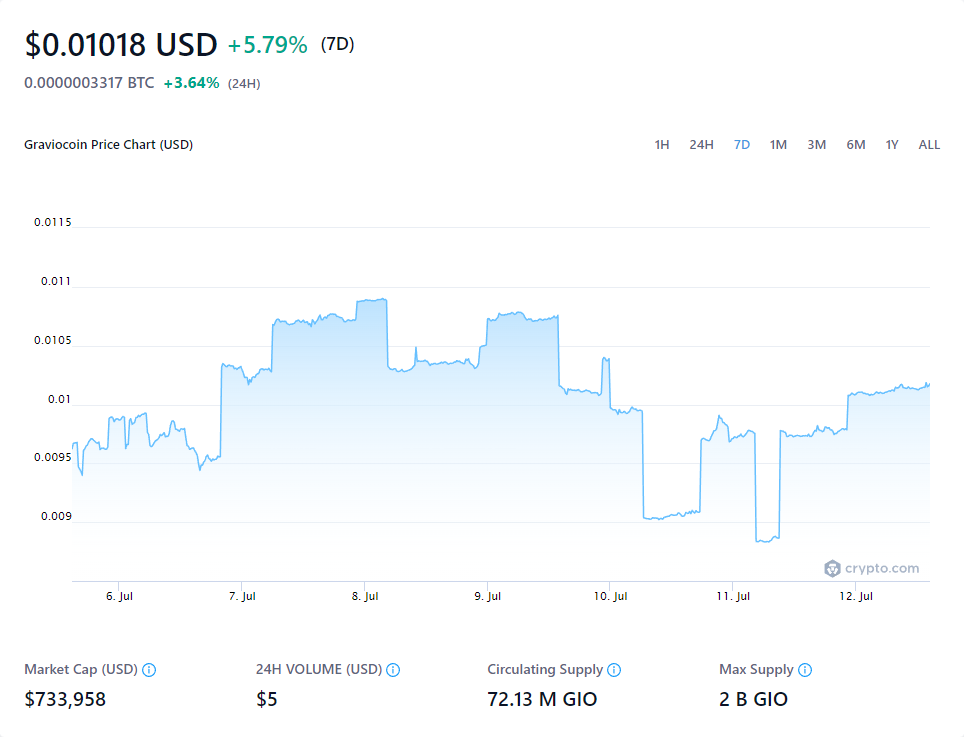 $0.01018 USD +5.79% (7D)
0.0000003317 BTC +3.64% (24H)
Graviocoin Price Chart (USD)
1H 24H 7D 1M 3M 6M 1Y ALL
0.0115
0.011
0.0105
0.01
0.0095
0.009
crypto.com
6. Jul 7. Jul 8. Jul 9. Jul 10. Jul 11. Jul 12. Jul
Market Cap (USD) 24H VOLUME (USD) Circulating Supply Max Supply
$733,958 $5 72.13 M GIO 2 B GIO